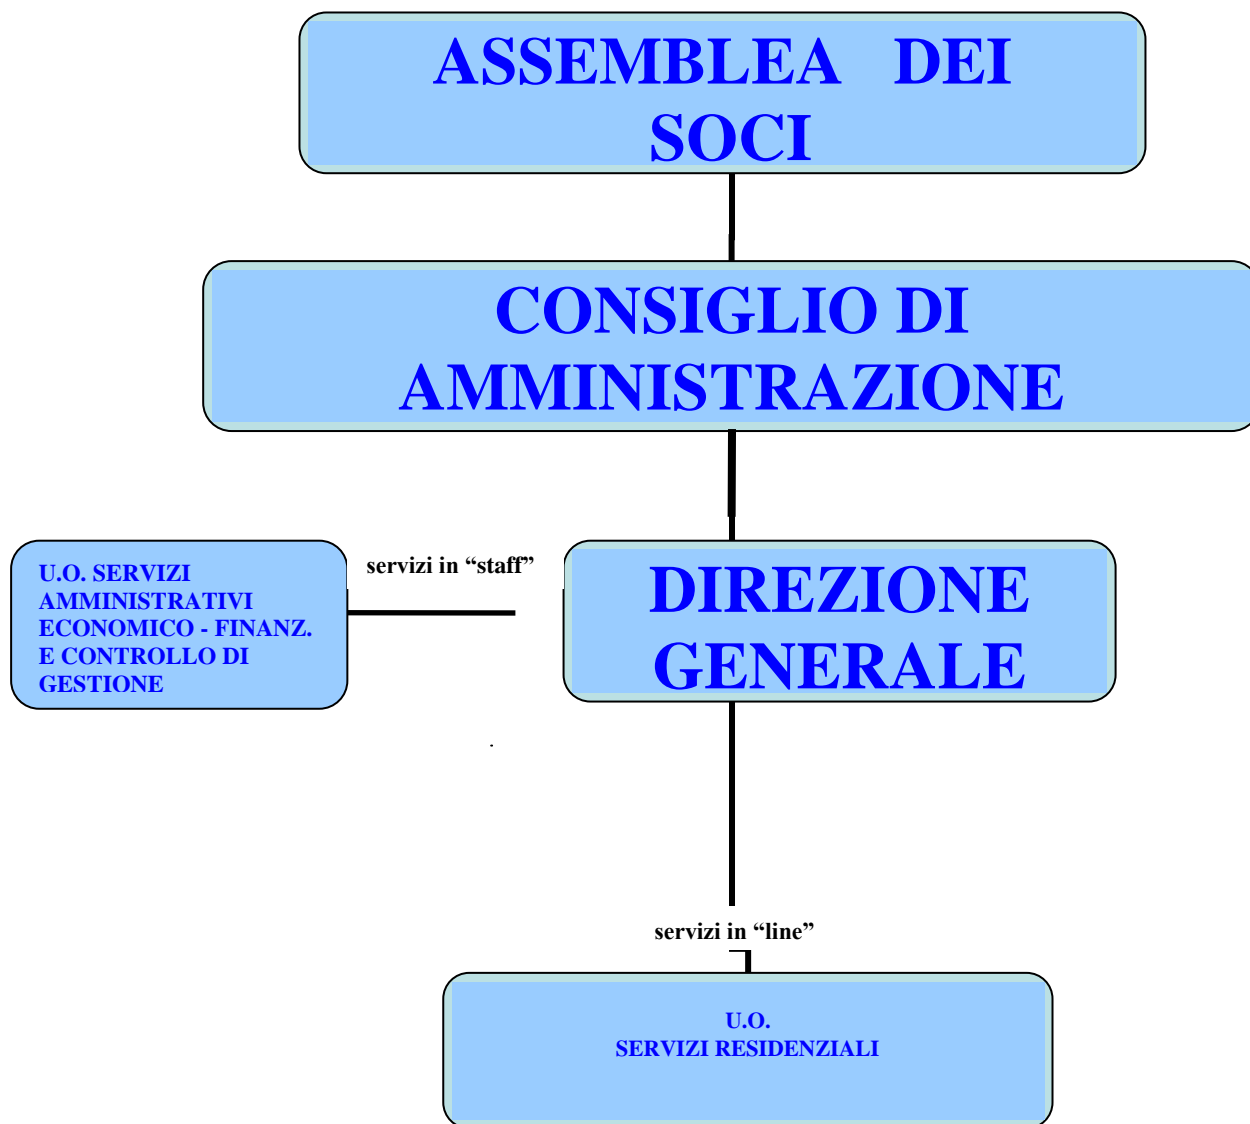 ASSEMBLEA DEI
SOCI
CONSIGLIO DI
AMMINISTRAZIONE
servizi in “staff”
U.O. SERVIZI
AMMINISTRATIVI
ECONOMICO - FINANZ.
E CONTROLLO DI
GESTIONE
DIREZIONE
GENERALE
.
servizi in “line”
U.O.
SERVIZI RESIDENZIALI